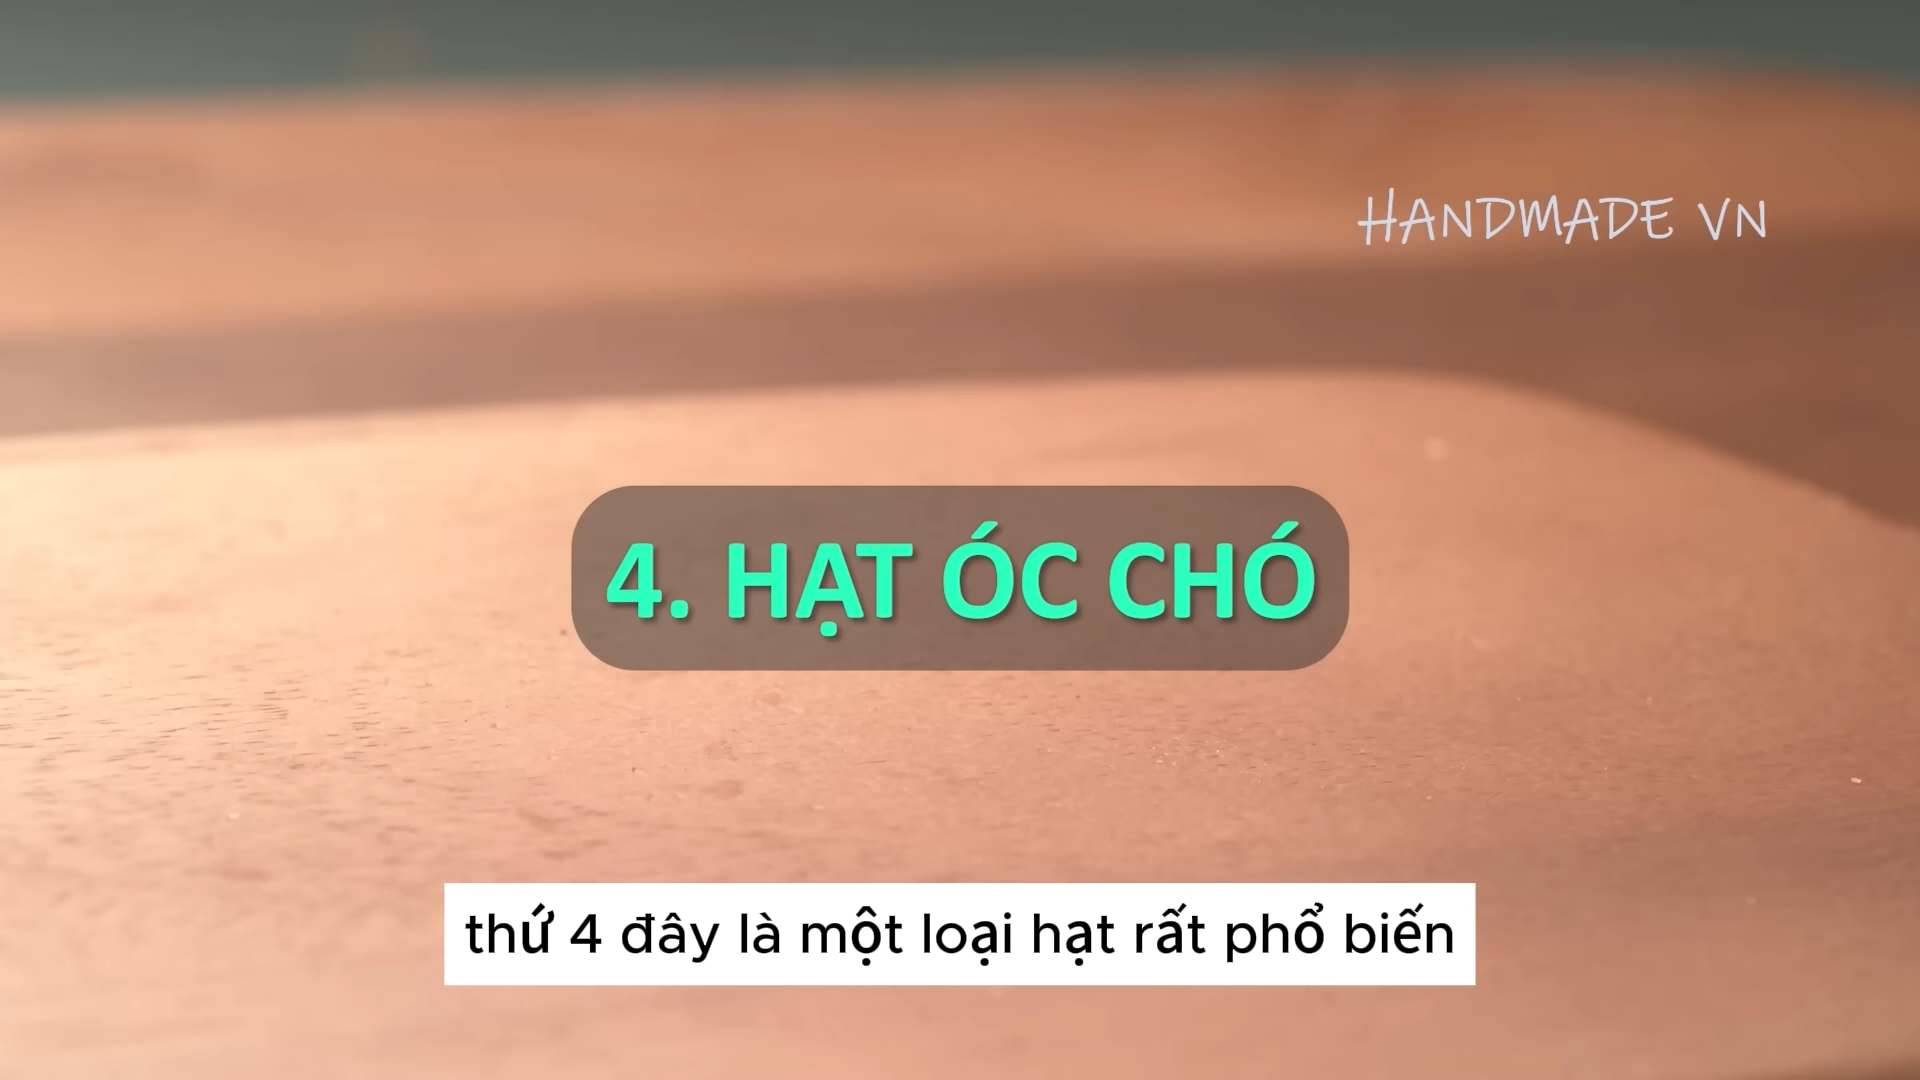 HANDMADE VN
4. HẠT ÓC CHÓ
thứ 4 đây là một loại hạt rất phổ biến